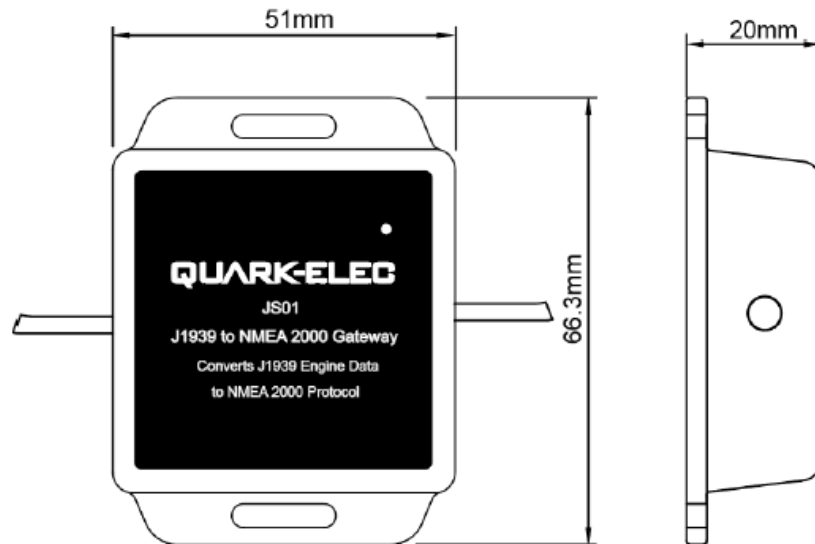 51mm
20mm
QUARK-ELEC
JS01
J1939 to NMEA 2000 Gateway
Converts J1939 Engine Data
to NMEA 2000 Protocol
66.3mm